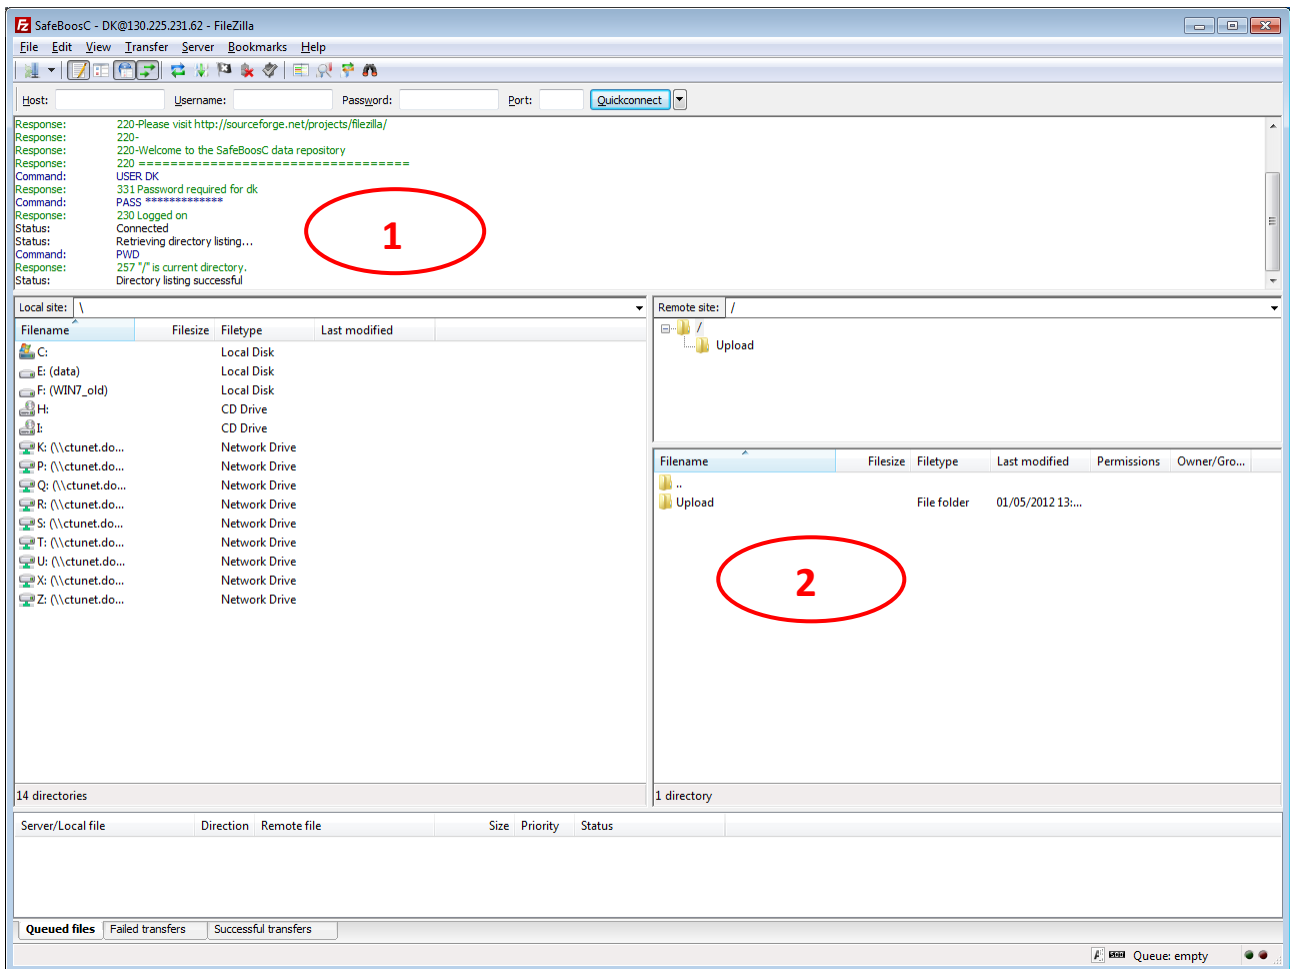 SafeBoosC - DK@130.225.231.62 - FileZilla
File Edit View Transfer Server Bookmarks Help
Host: Username: Password: Port: Quickconnect
Response: 220-Please visit http://sourceforge.net/projects/filezilla/
Response: 220-
Response: 220-Welcome to the SafeBoosC data repository
Response: 220 ==================================
Command: USER DK
Response: 331 Password required for dk
Command: PASS *************
Response: 230 Logged on
Status: Connected
Status: Retrieving directory listing...
Command: PWD
Response: 257 "/" is current directory.
Status: Directory listing successful
1
Local site: \
Filename Filesize Filetype Last modified
C: Local Disk
E: (data) Local Disk
F: (WIN7_old) Local Disk
H: CD Drive
I: CD Drive
K: (\\ctunet.do... Network Drive
P: (\\ctunet.do... Network Drive
Q: (\\ctunet.do... Network Drive
R: (\\ctunet.do... Network Drive
S: (\\ctunet.do... Network Drive
T: (\\ctunet.do... Network Drive
U: (\\ctunet.do... Network Drive
X: (\\ctunet.do... Network Drive
Z: (\\ctunet.do... Network Drive
14 directories
Remote site: /
/
Upload
Filename Filesize Filetype Last modified Permissions Owner/Gro...
..
Upload File folder 01/05/2012 13:...
2
1 directory
Server/Local file Direction Remote file Size Priority Status
Queued files Failed transfers Successful transfers
Queue: empty